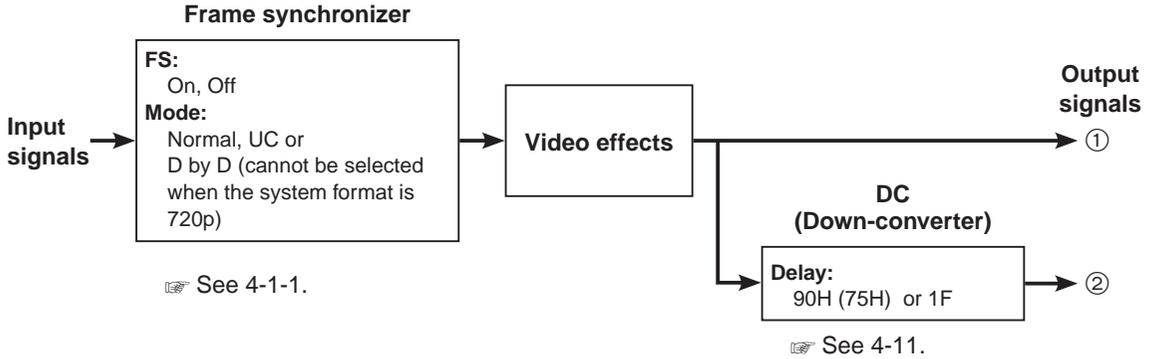 Frame synchronizer
FS:
On, Off
Mode:
Normal, UC or
D by D (cannot be selected
when the system format is
720p)
Input
signals
Video effects
Output
signals
①
DC
(Down-converter)
Delay:
90H (75H) or 1F
②
☞ See 4-1-1.
☞ See 4-11.